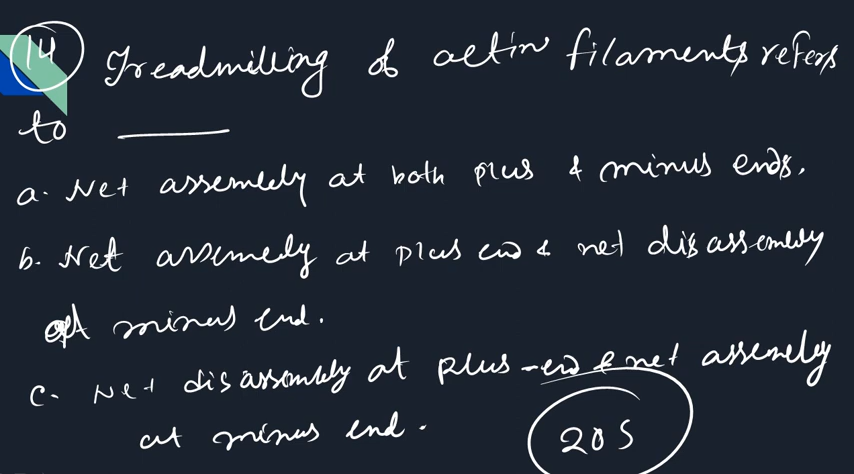 14 Treadmilling of actin filaments refers
to ______
a. Net assembly at both plus & minus ends.
b. Net assembly at plus end & net disassembly
at minus end.
c. Net disassembly at plus-end & net assembly
at minus end.
20S